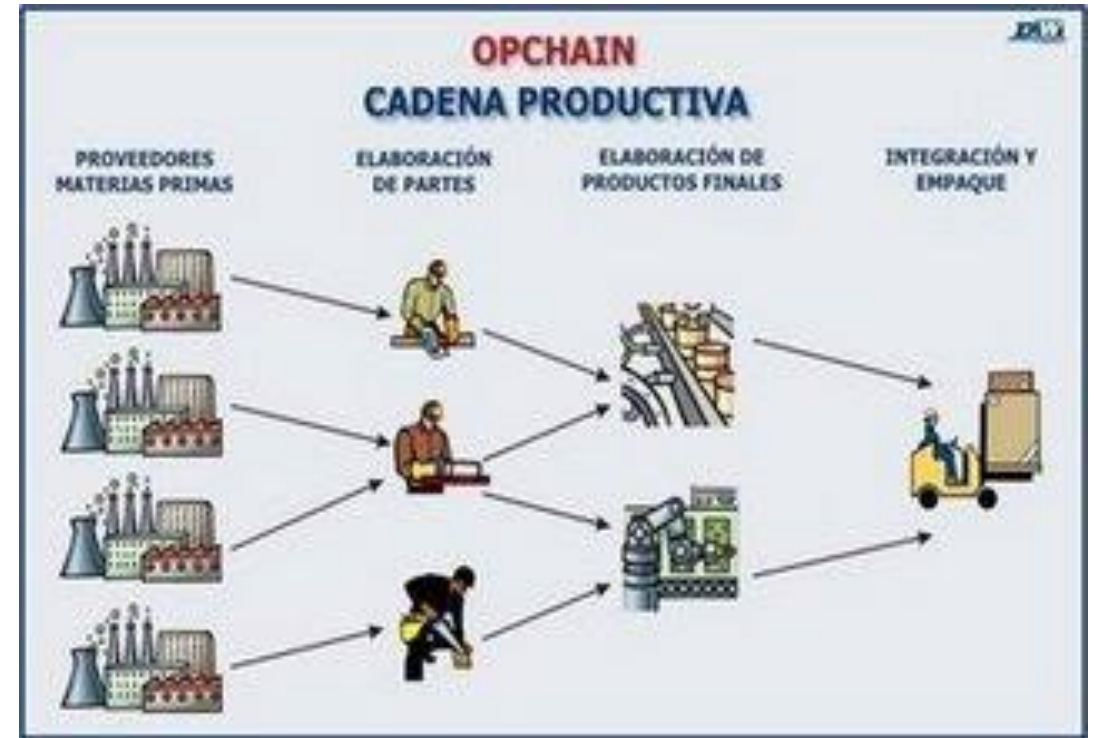 OPCHAIN
CADENA PRODUCTIVA
PROVEEDORES
MATERIAS PRIMAS
ELABORACIÓN
DE PARTES
ELABORACIÓN DE
PRODUCTOS FINALES
INTEGRACIÓN Y
EMPAQUE